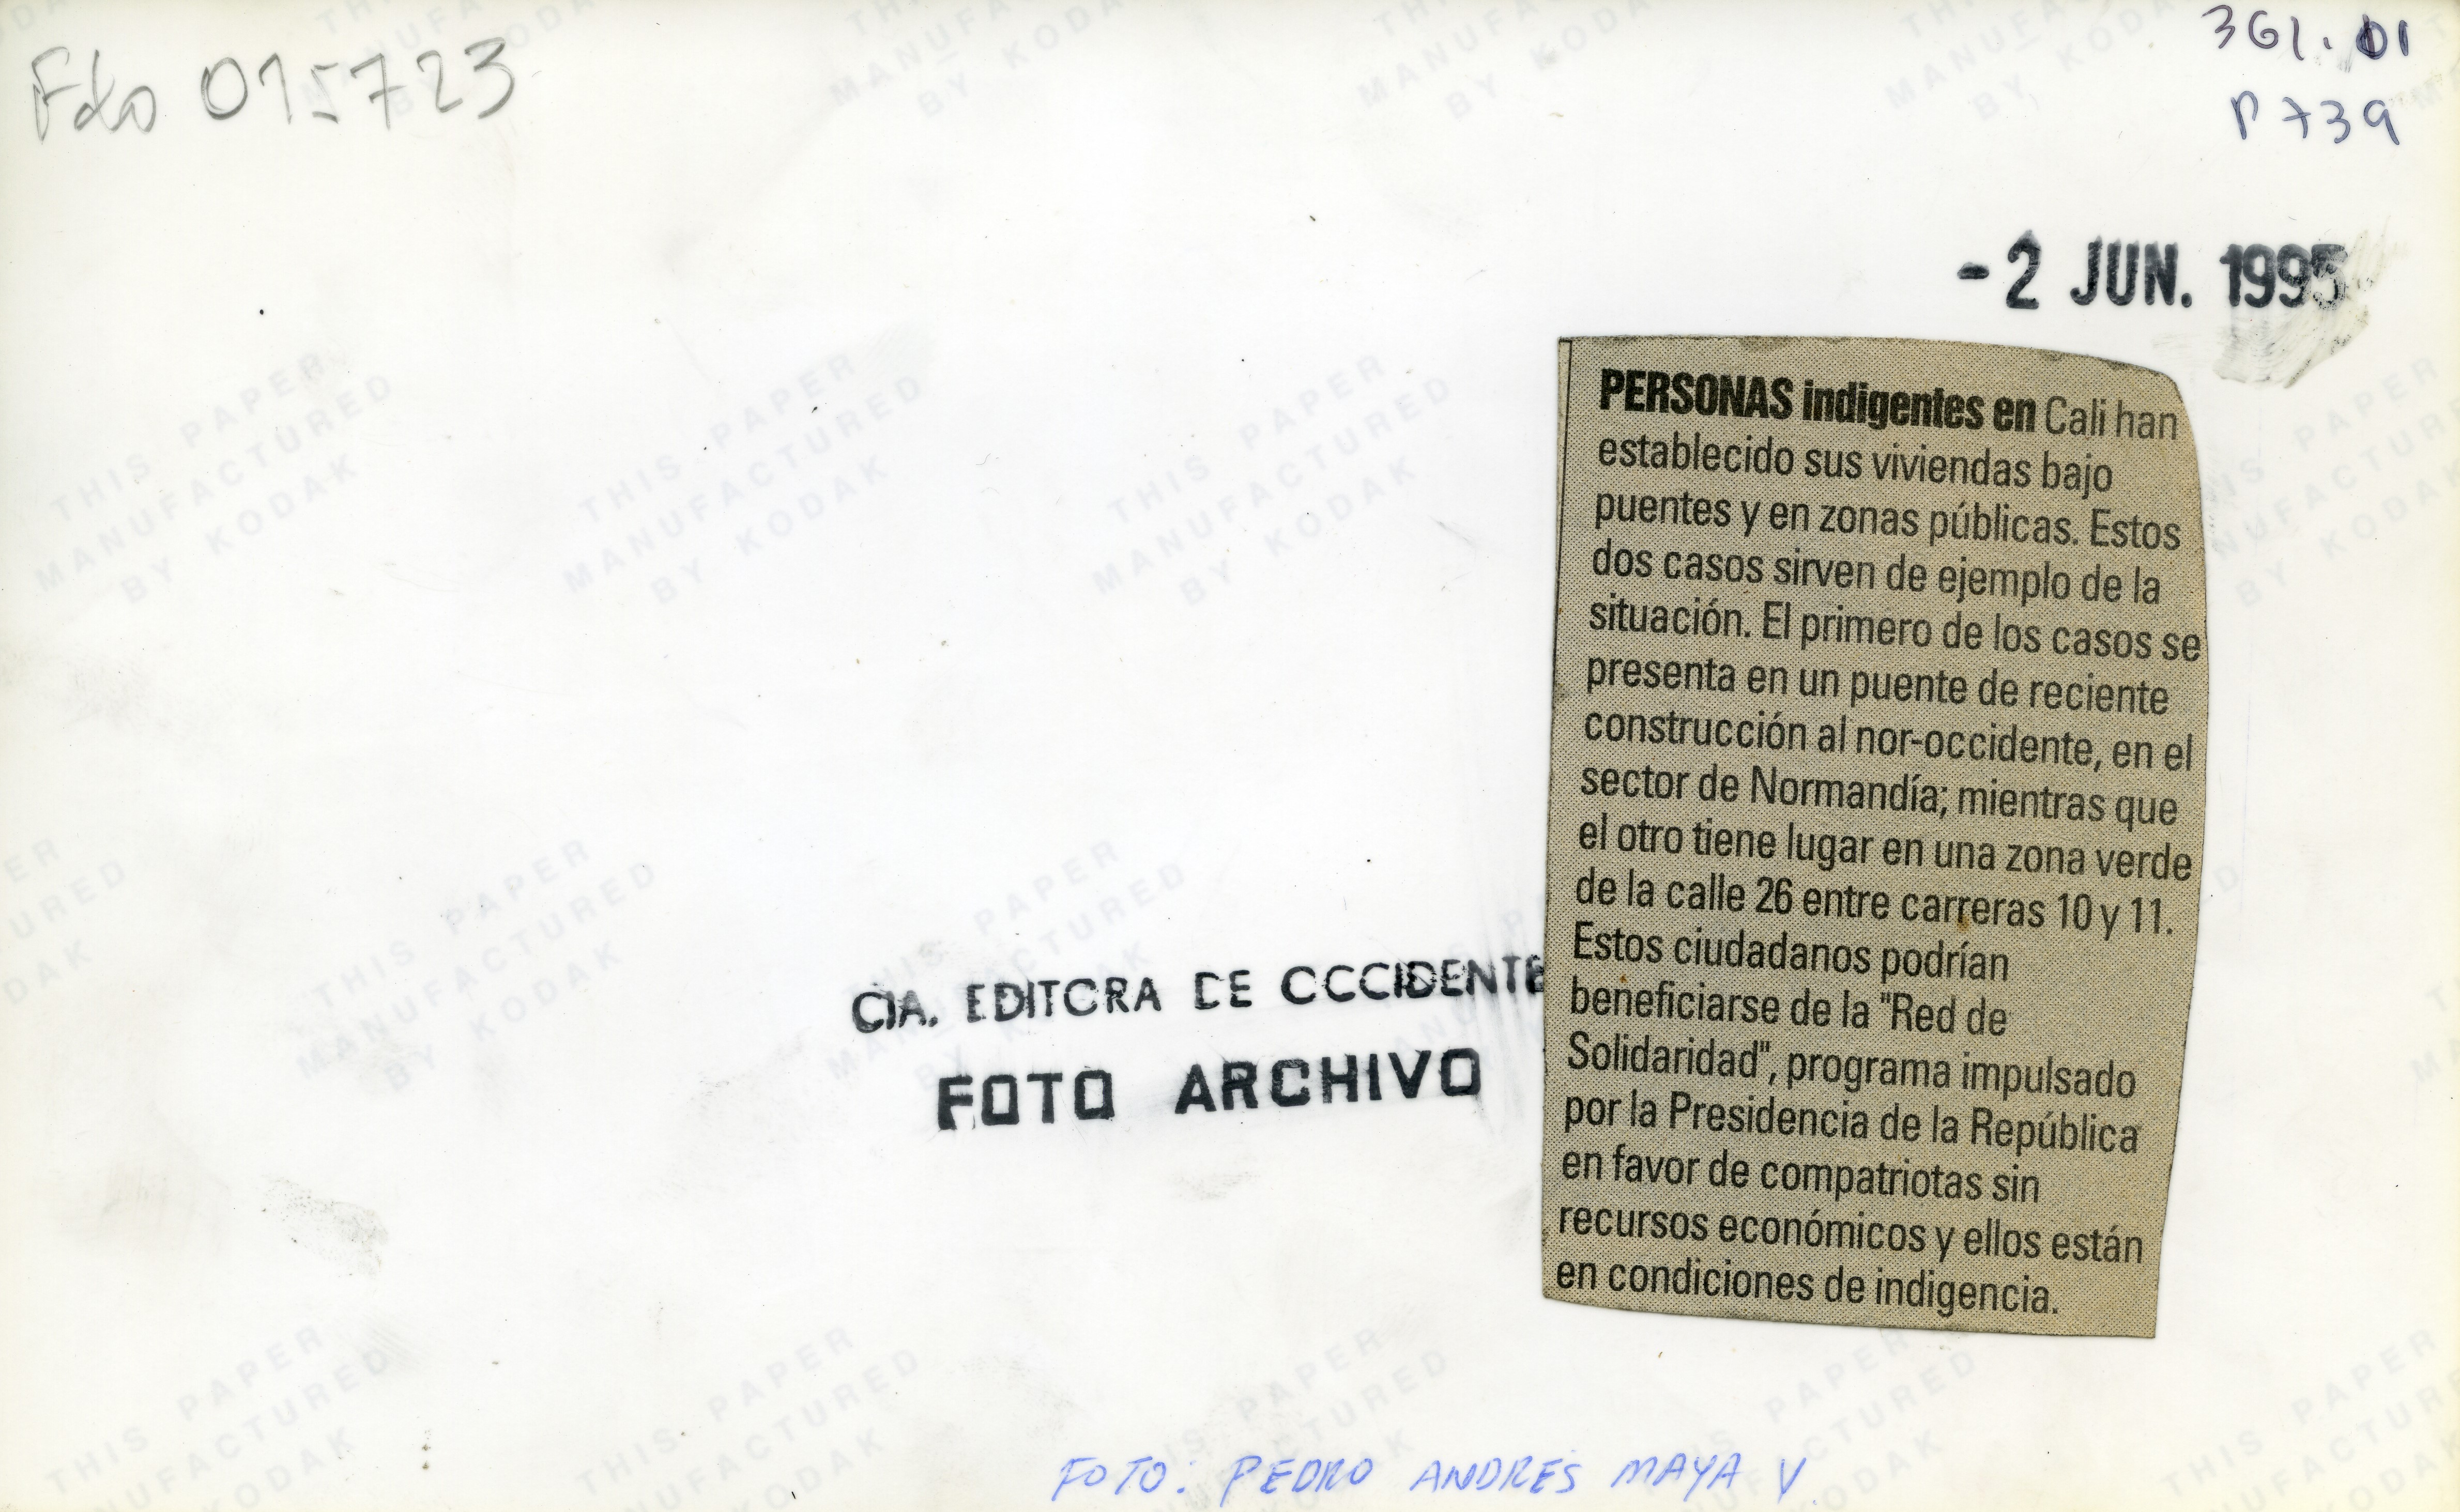 Fdo 015723
361.01
P739
- 2 JUN. 1995
PERSONAS indigentes en Cali han
establecido sus viviendas bajo
puentes y en zonas públicas. Estos
dos casos sirven de ejemplo de la
situación. El primero de los casos se
presenta en un puente de reciente
construcción al nor-occidente, en el
sector de Normandía; mientras que
el otro tiene lugar en una zona verde
de la calle 26 entre carreras 10 y 11.
Estos ciudadanos podrían
beneficiarse de la "Red de
Solidaridad", programa impulsado
por la Presidencia de la República
en favor de compatriotas sin
recursos económicos y ellos están
en condiciones de indigencia.
CIA. EDITORA DE OCCIDENTE
FOTO ARCHIVO
FOTO: PEDRO ANDRES MAYA V
THIS PAPER
MANUFACTURED
BY KODAK